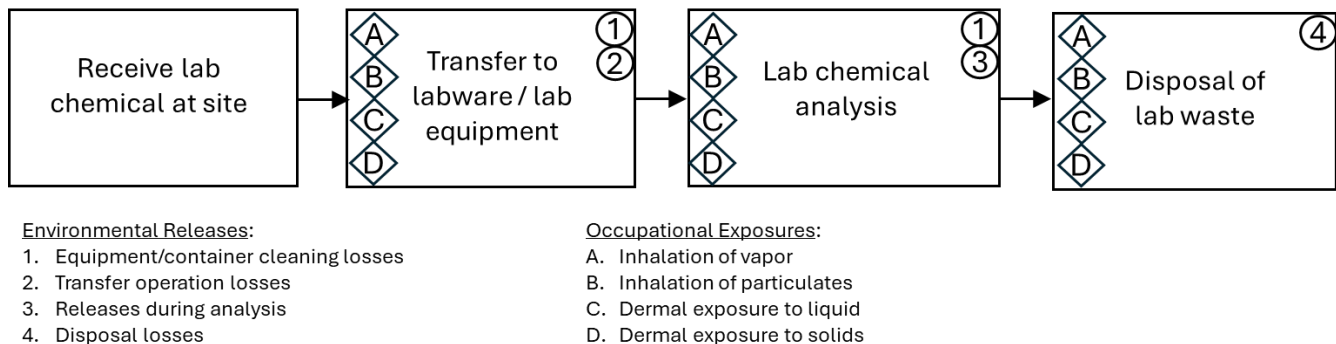 Receive lab
chemical at site
A
B
C
D
Transfer to
labware / lab
equipment
1
2
A
B
C
D
Lab chemical
analysis
1
3
A
B
C
D
Disposal of
lab waste
4
Environmental Releases:
1. Equipment/container cleaning losses
2. Transfer operation losses
3. Releases during analysis
4. Disposal losses
Occupational Exposures:
A. Inhalation of vapor
B. Inhalation of particulates
C. Dermal exposure to liquid
D. Dermal exposure to solids